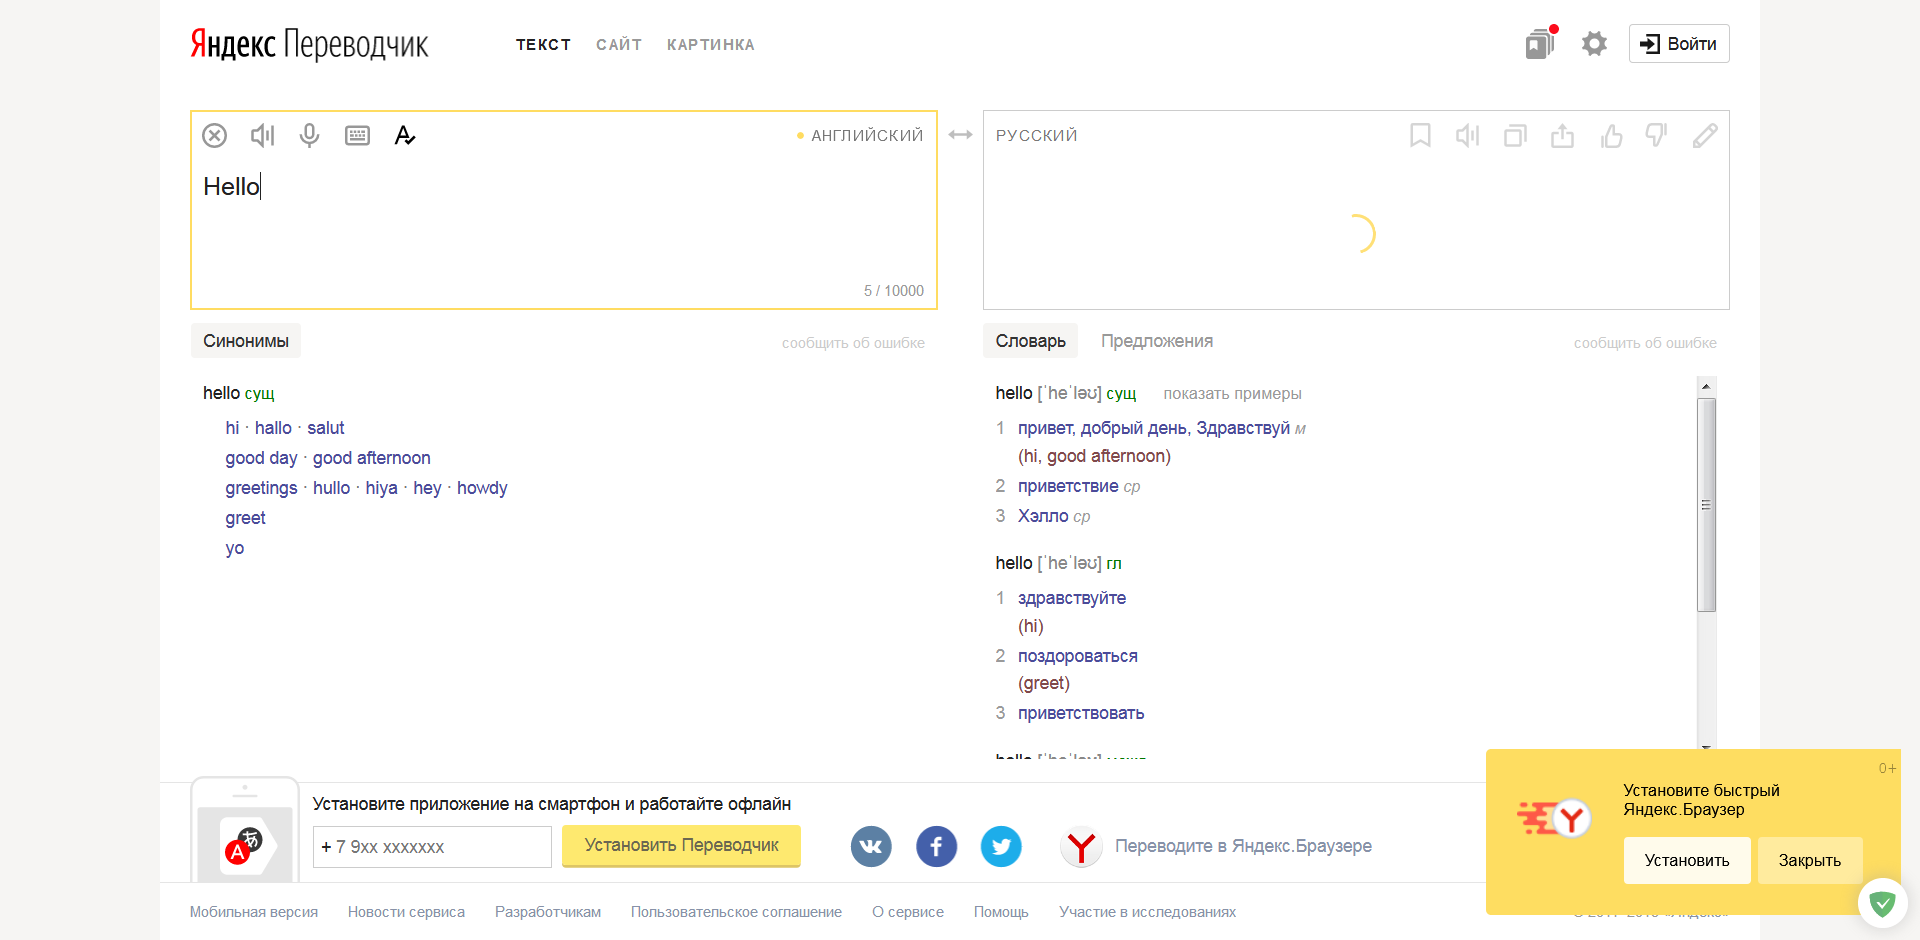 Яндекс Переводчик
ТЕКСТ САЙТ КАРТИНКА
Войти
АНГЛИЙСКИЙ
РУССКИЙ
Hello
5 / 10000
Синонимы
сообщить об ошибке
Словарь Предложения
сообщить об ошибке
hello сущ
hi · hallo · salut
good day · good afternoon
greetings · hullo · hiya · hey · howdy
greet
yo
hello [ˈheˈləʊ] сущ показать примеры
1 привет, добрый день, Здравствуй м
(hi, good afternoon)
2 приветствие ср
3 Хэлло ср
hello [ˈheˈləʊ] гл
1 здравствуйте
(hi)
2 поздороваться
(greet)
3 приветствовать
Установите приложение на смартфон и работайте офлайн
+ 7 9xx xxxxxxx
Установить Переводчик
Переводите в Яндекс.Браузере
0+
Установите быстрый
Яндекс.Браузер
Установить Закрыть
Мобильная версия Новости сервиса Разработчикам Пользовательское соглашение О сервисе Помощь Участие в исследованиях